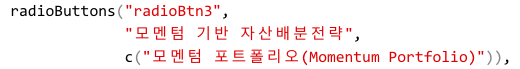 radioButtons("radioBtn3",
"모멘텀 기반 자산배분전략",
c("모멘텀 포트폴리오(Momentum Portfolio)")),